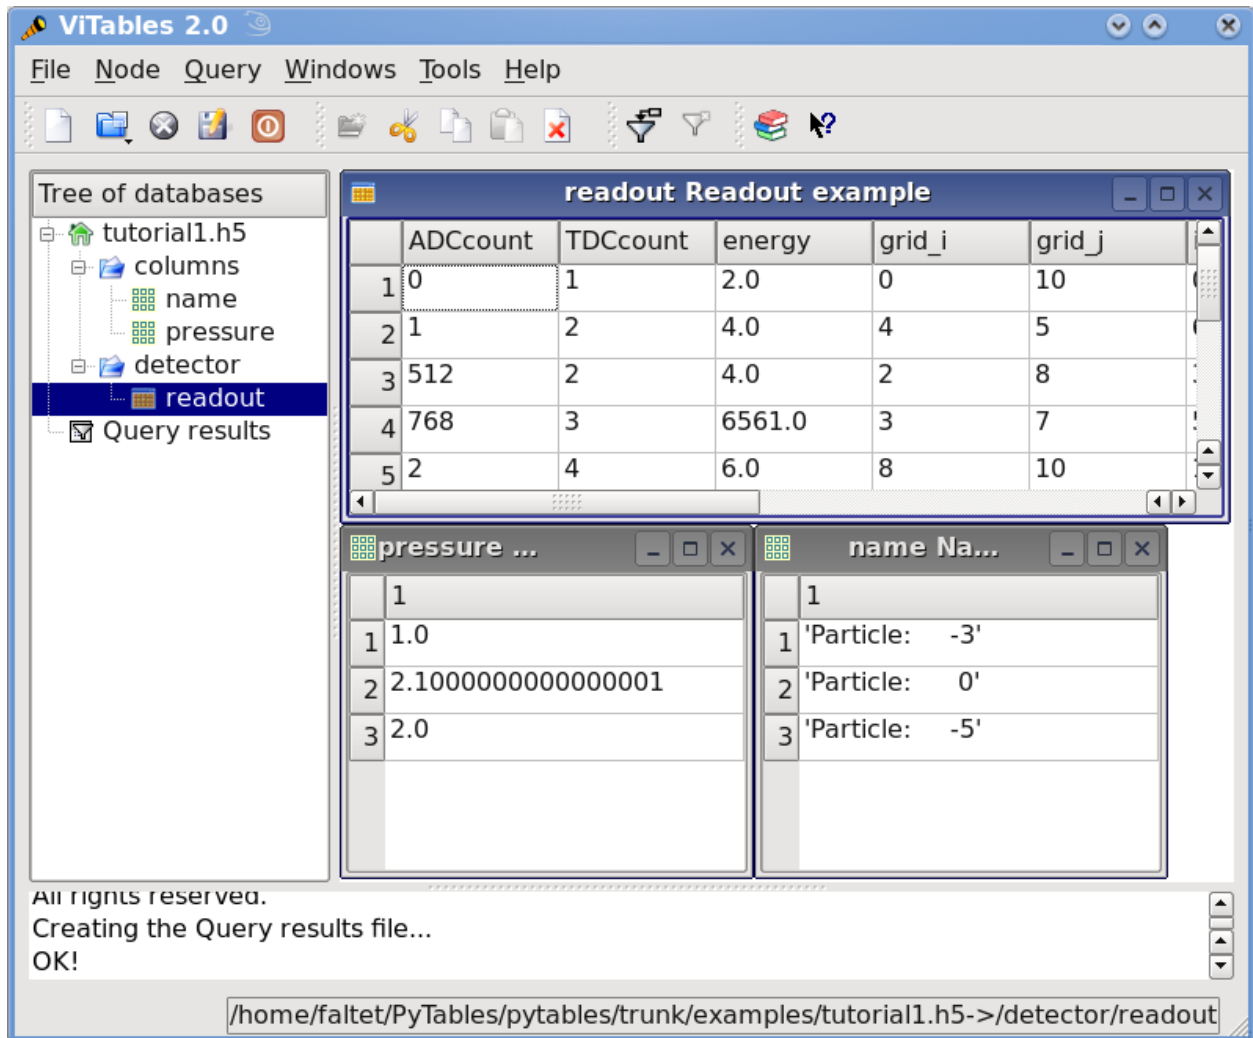 ViTables 2.0
File Node Query Windows Tools Help
Tree of databases
tutorial1.h5
columns
name
pressure
detector
readout
Query results
readout Readout example
ADCcount TDCcount energy grid_i grid_j
1 0 1 2.0 0 10
2 1 2 4.0 4 5
3 512 2 4.0 2 8
4 768 3 6561.0 3 7
5 2 4 6.0 8 10
pressure ...
1
1 1.0
2 2.1000000000000001
3 2.0
name Na...
1
1 'Particle:     -3'
2 'Particle:      0'
3 'Particle:     -5'
All rights reserved.
Creating the Query results file...
OK!
/home/faltet/PyTables/pytables/trunk/examples/tutorial1.h5->/detector/readout